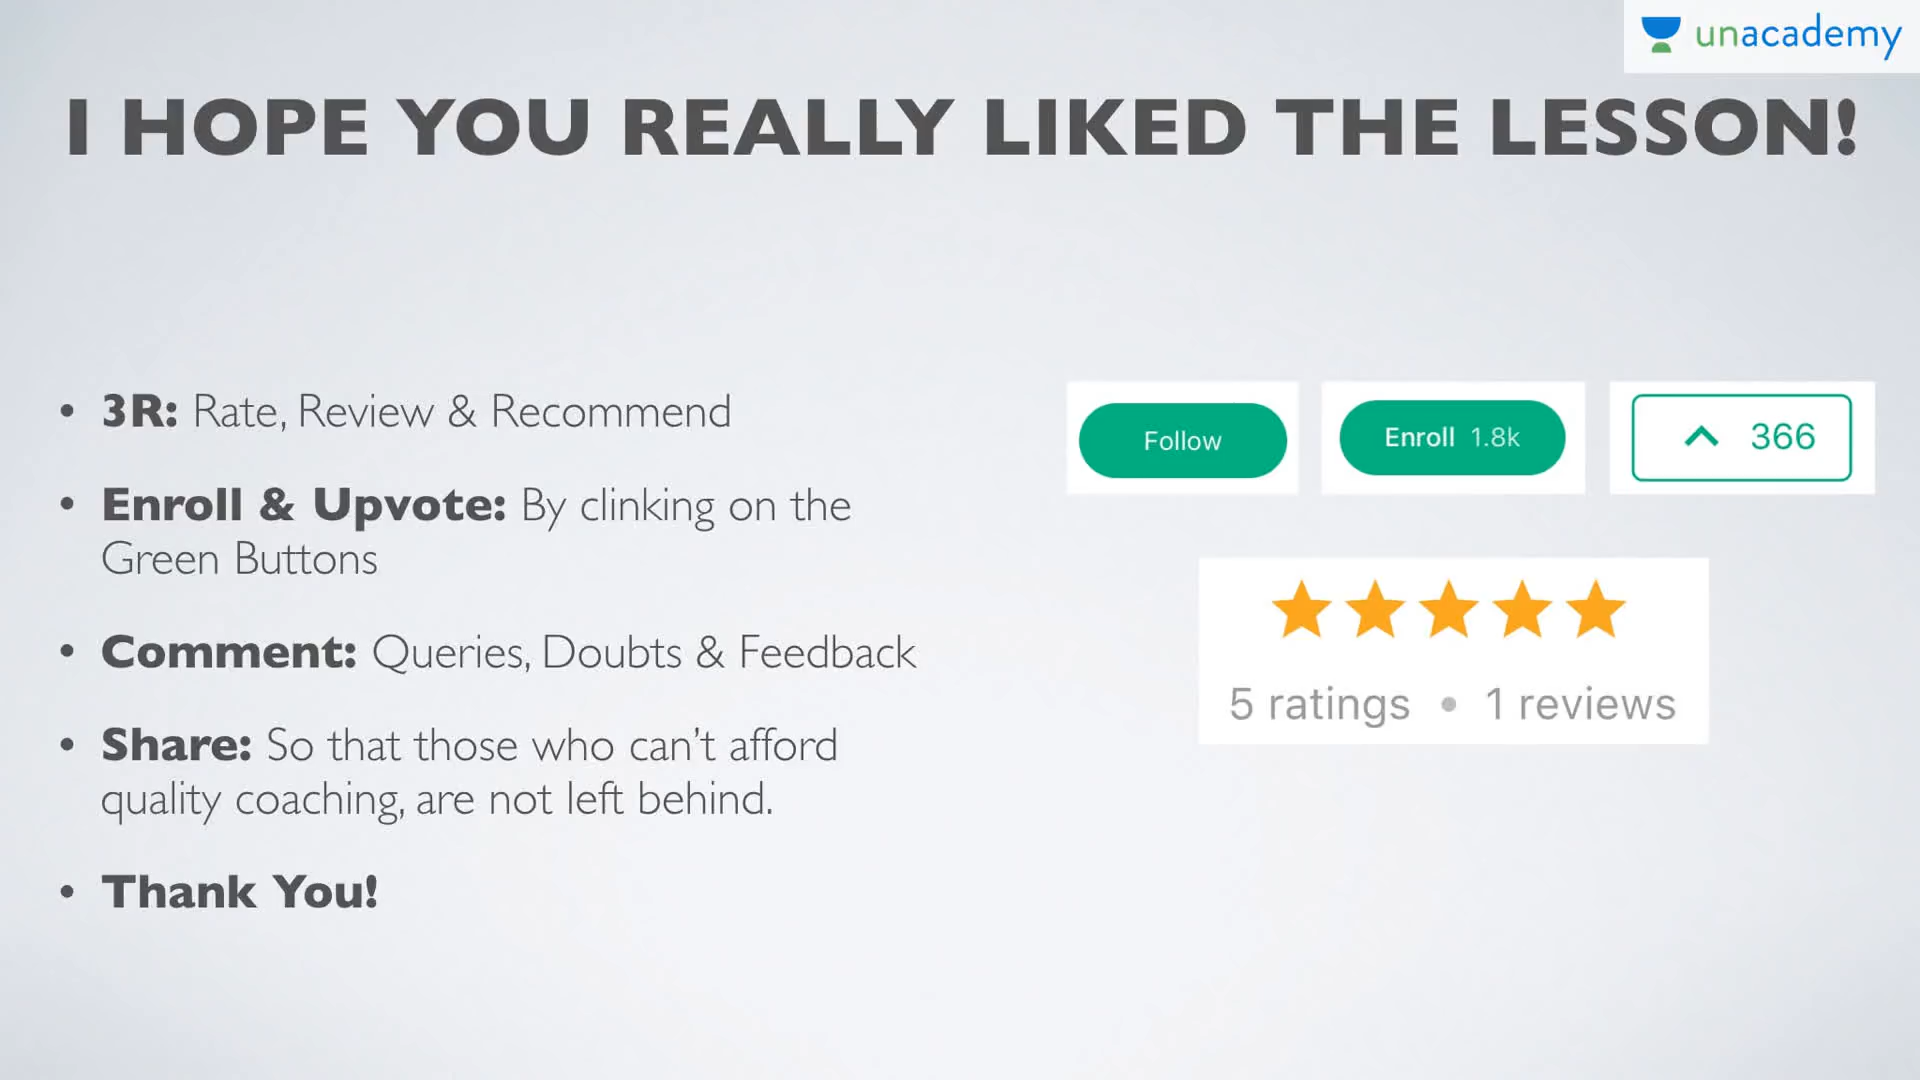 unacademy
I HOPE YOU REALLY LIKED THE LESSON!
• 3R: Rate, Review & Recommend
• Enroll & Upvote: By clinking on the
Green Buttons
• Comment: Queries, Doubts & Feedback
• Share: So that those who can’t afford
quality coaching, are not left behind.
• Thank You!
Follow
Enroll 1.8k
366
5 ratings • 1 reviews